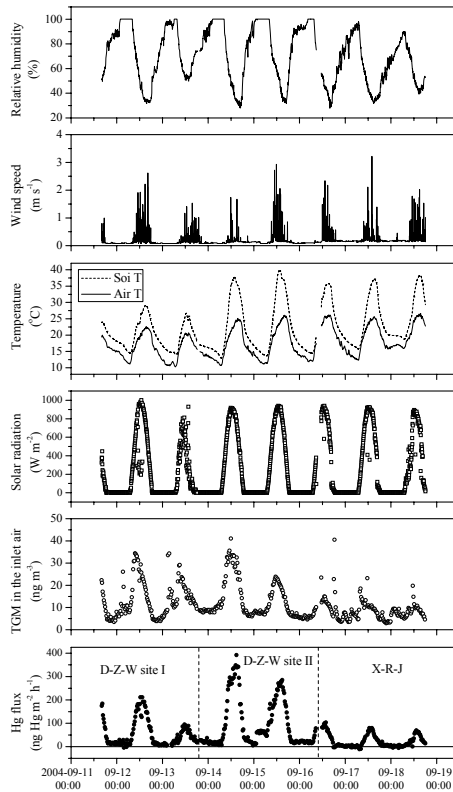 Relative humidity
(%)
100
80
60
40
20
Wind speed
(m s-1)
4
3
2
1
0
Temperature
(°C)
Soi T
Air T
40
35
30
25
20
15
10
Solar radiation
(W m-2)
1000
800
600
400
200
0
TGM in the inlet air
(ng m-3)
50
40
30
20
10
0
Hg flux
(ng Hg m-2 h-1)
400
300
200
100
0
D-Z-W site I
D-Z-W site II
X-R-J
2004-09-11 09-12 09-13 09-14 09-15 09-16 09-17 09-18 09-19
00:00 00:00 00:00 00:00 00:00 00:00 00:00 00:00 00:00